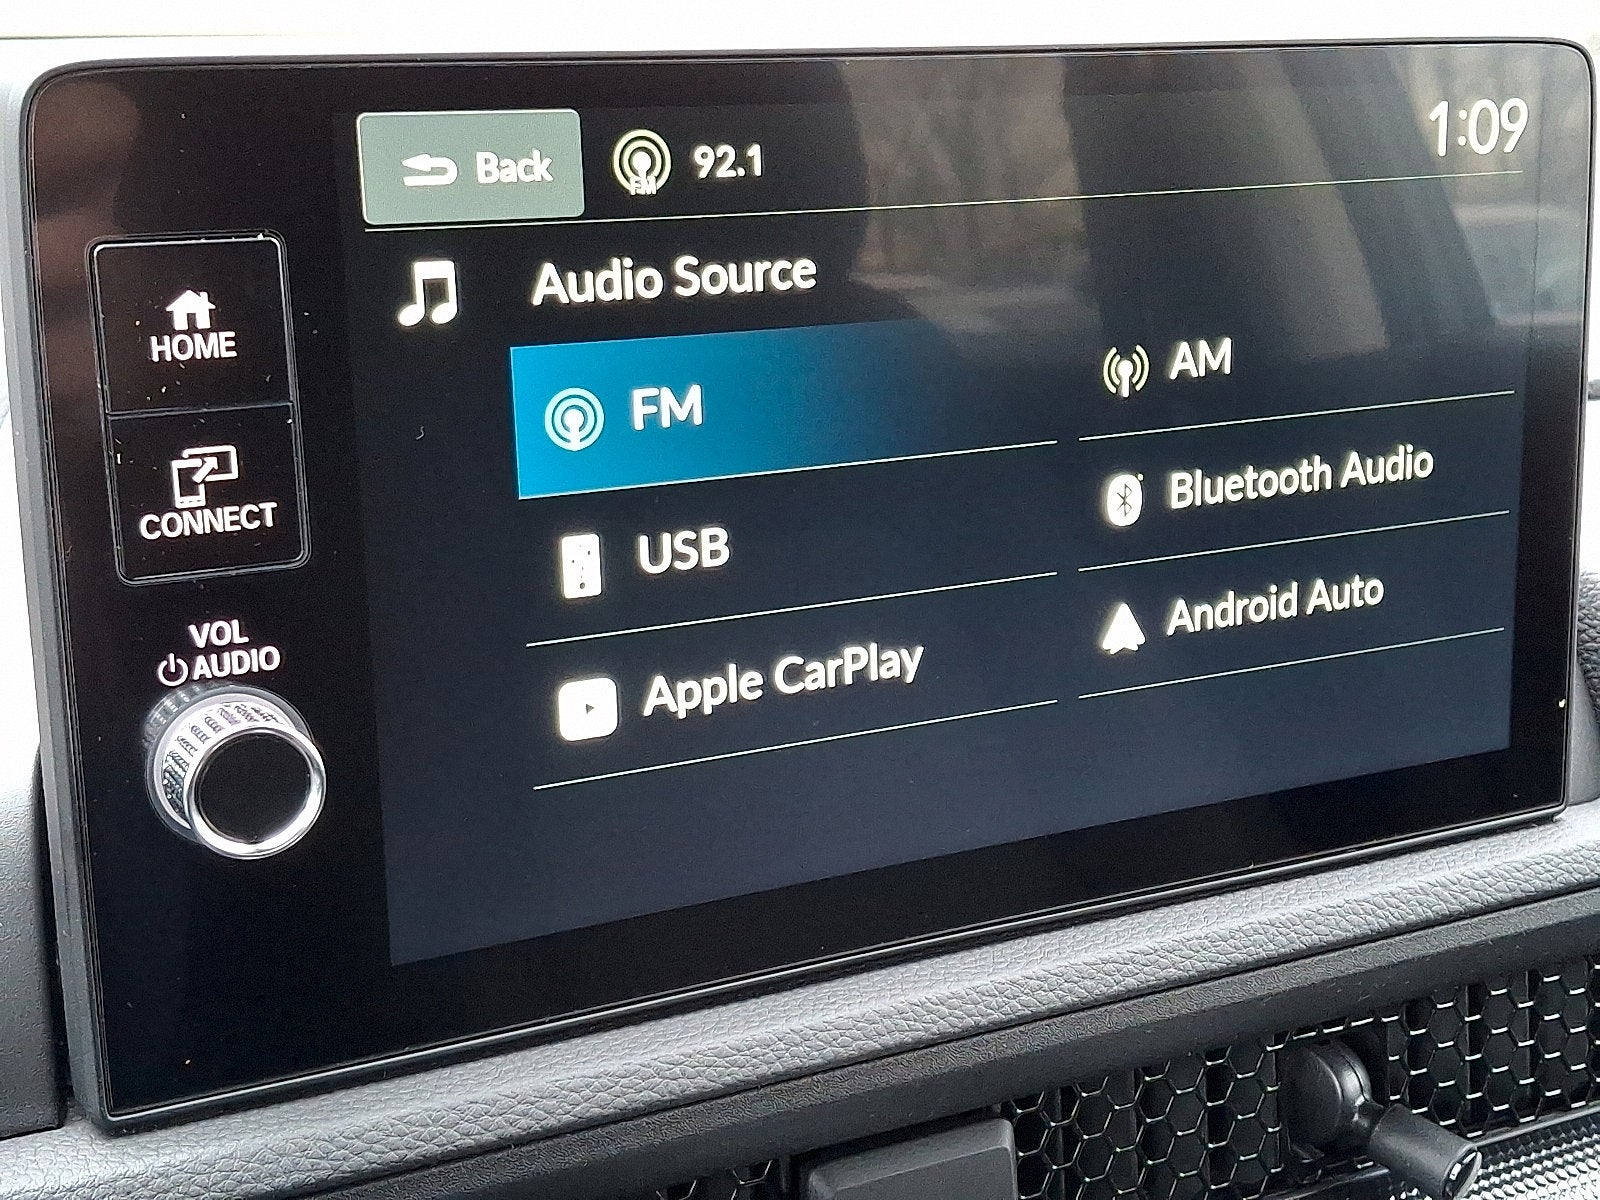 Back
FM
92.1
1:09
Audio Source
FM
AM
USB
Bluetooth Audio
Apple CarPlay
Android Auto
HOME
CONNECT
VOL
AUDIO